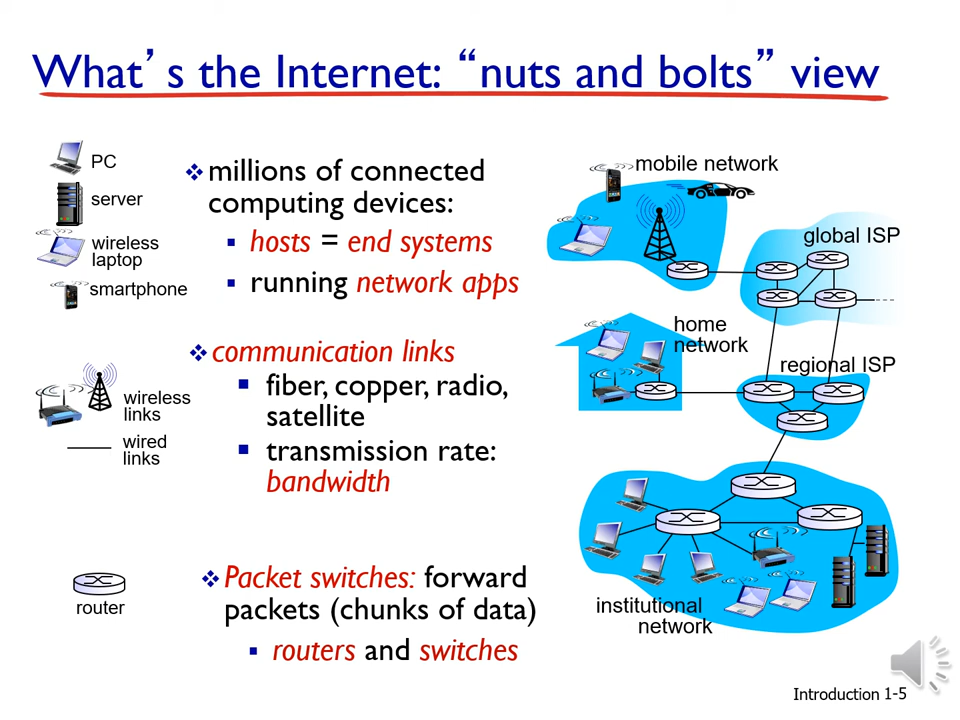 What’s the Internet: “nuts and bolts” view
PC
server
wireless
laptop
smartphone
wireless
links
wired
links
router
❖ millions of connected
computing devices:
▪ hosts = end systems
▪ running network apps
❖ communication links
▪ fiber, copper, radio,
satellite
▪ transmission rate:
bandwidth
❖ Packet switches: forward
packets (chunks of data)
▪ routers and switches
mobile network
global ISP
home
network
regional ISP
institutional
network
Introduction 1-5